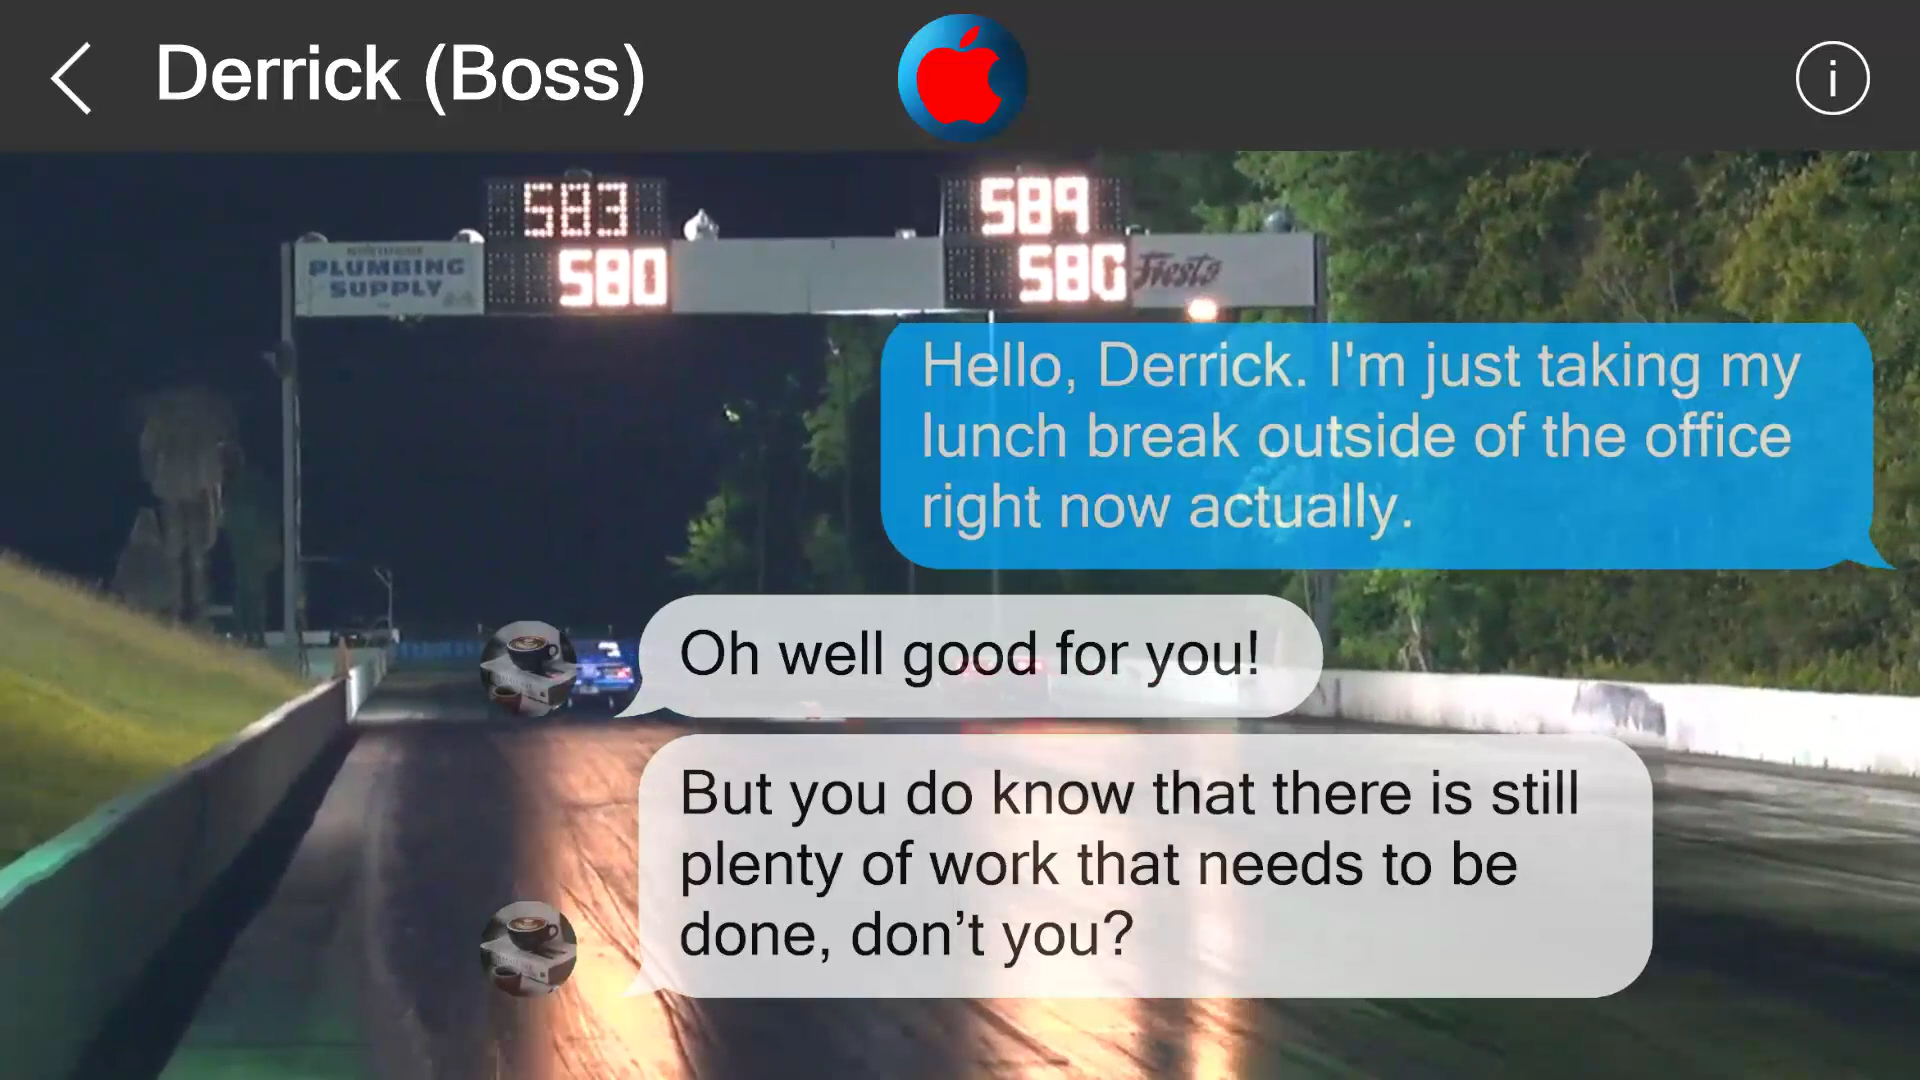 Derrick (Boss)
583
589
580
580
PLUMBING
SUPPLY
Fiesta
Hello, Derrick. I'm just taking my
lunch break outside of the office
right now actually.
Oh well good for you!
But you do know that there is still
plenty of work that needs to be
done, don’t you?